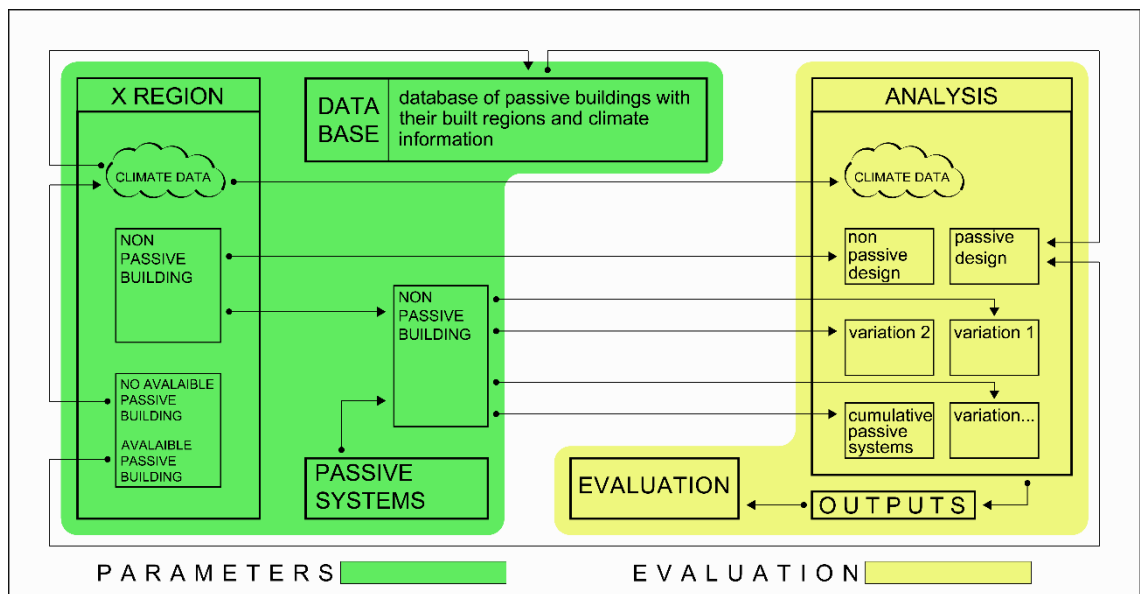 X REGION
CLIMATE DATA
NON
PASSIVE
BUILDING
NO AVALAIBLE
PASSIVE
BUILDING
AVALAIBLE
PASSIVE
BUILDING
DATA
BASE
database of passive buildings with
their built regions and climate
information
NON
PASSIVE
BUILDING
PASSIVE
SYSTEMS
ANALYSIS
CLIMATE DATA
non
passive
design
passive
design
variation 2
variation 1
cumulative
passive
systems
variation...
EVALUATION
OUTPUTS
PARAMETERS
EVALUATION